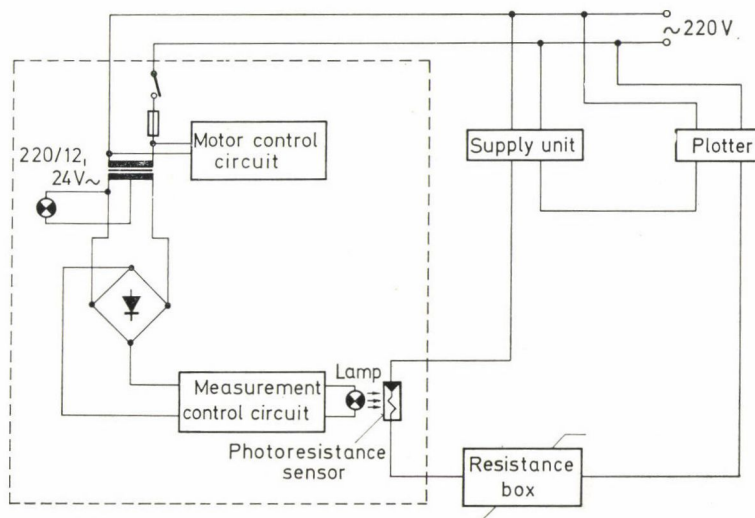 ~220V
Motor control
circuit
220/12,
24V~
Supply unit
Plotter
Lamp
Measurement
control circuit
Photoresistance
sensor
Resistance
box